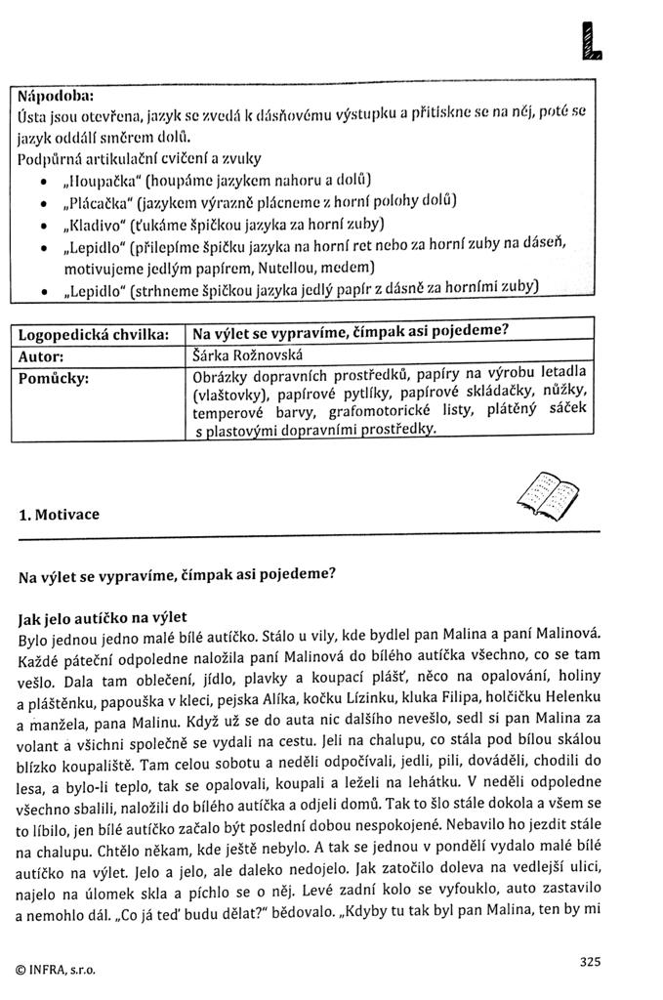 L
Nápodoba:
Ústa jsou otevřena, jazyk se zvedá k dásňovému výstupku a přitiskne se na něj, poté se
jazyk oddálí směrem dolů.
Podpůrná artikulační cvičení a zvuky
• „Houpačka“ (houpáme jazykem nahoru a dolů)
• „Plácačka“ (jazykem výrazně plácneme z horní polohy dolů)
• „Kladivo“ (ťukáme špičkou jazyka za horní zuby)
• „Lepidlo“ (přilepíme špičku jazyka na horní ret nebo za horní zuby na dáseň,
motivujeme jedlým papírem, Nutellou, medem)
• „Lepidlo“ (strhneme špičkou jazyka jedlý papír z dásně za horními zuby)
Logopedická chvilka: Na výlet se vypravíme, čímpak asi pojedeme?
Autor: Šárka Rožnovská
Pomůcky: Obrázky dopravních prostředků, papíry na výrobu letadla
(vlaštovky), papírové pytlíky, papírové skládačky, nůžky,
temperové barvy, grafomotorické listy, plátěný sáček
s plastovými dopravními prostředky.
1. Motivace
Na výlet se vypravíme, čímpak asi pojedeme?
Jak jelo autíčko na výlet
Bylo jednou jedno malé bílé autíčko. Stálo u vily, kde bydlel pan Malina a paní Malinová.
Každé páteční odpoledne naložila paní Malinová do bílého autíčka všechno, co se tam
vešlo. Dala tam oblečení, jídlo, plavky a koupací plášť, něco na opalování, holiny
a pláštěnku, papouška v kleci, pejska Alíka, kočku Lízinku, kluka Filipa, holčičku Helenku
a manžela, pana Malinu. Když už se do auta nic dalšího nevešlo, sedl si pan Malina za
volant a všichni společně se vydali na cestu. Jeli na chalupu, co stála pod bílou skálou
blízko koupaliště. Tam celou sobotu a neděli odpočívali, jedli, pili, dováděli, chodili do
lesa, a bylo-li teplo, tak se opalovali, koupali a leželi na lehátku. V neděli odpoledne
všechno sbalili, naložili do bílého autíčka a odjeli domů. Tak to šlo stále dokola a všem se
to líbilo, jen bílé autíčko začalo být poslední dobou nespokojené. Nebavilo ho jezdit stále
na chalupu. Chtělo někam, kde ještě nebylo. A tak se jednou v pondělí vydalo malé bílé
autíčko na výlet. Jelo a jelo, ale daleko nedojelo. Jak zatočilo doleva na vedlejší ulici,
najelo na úlomek skla a píchlo se o něj. Levé zadní kolo se vyfouklo, auto zastavilo
a nemohlo dál. „Co já teď budu dělat?“ bědovalo. „Kdyby tu tak byl pan Malina, ten by mi
© INFRA, s.r.o.
325